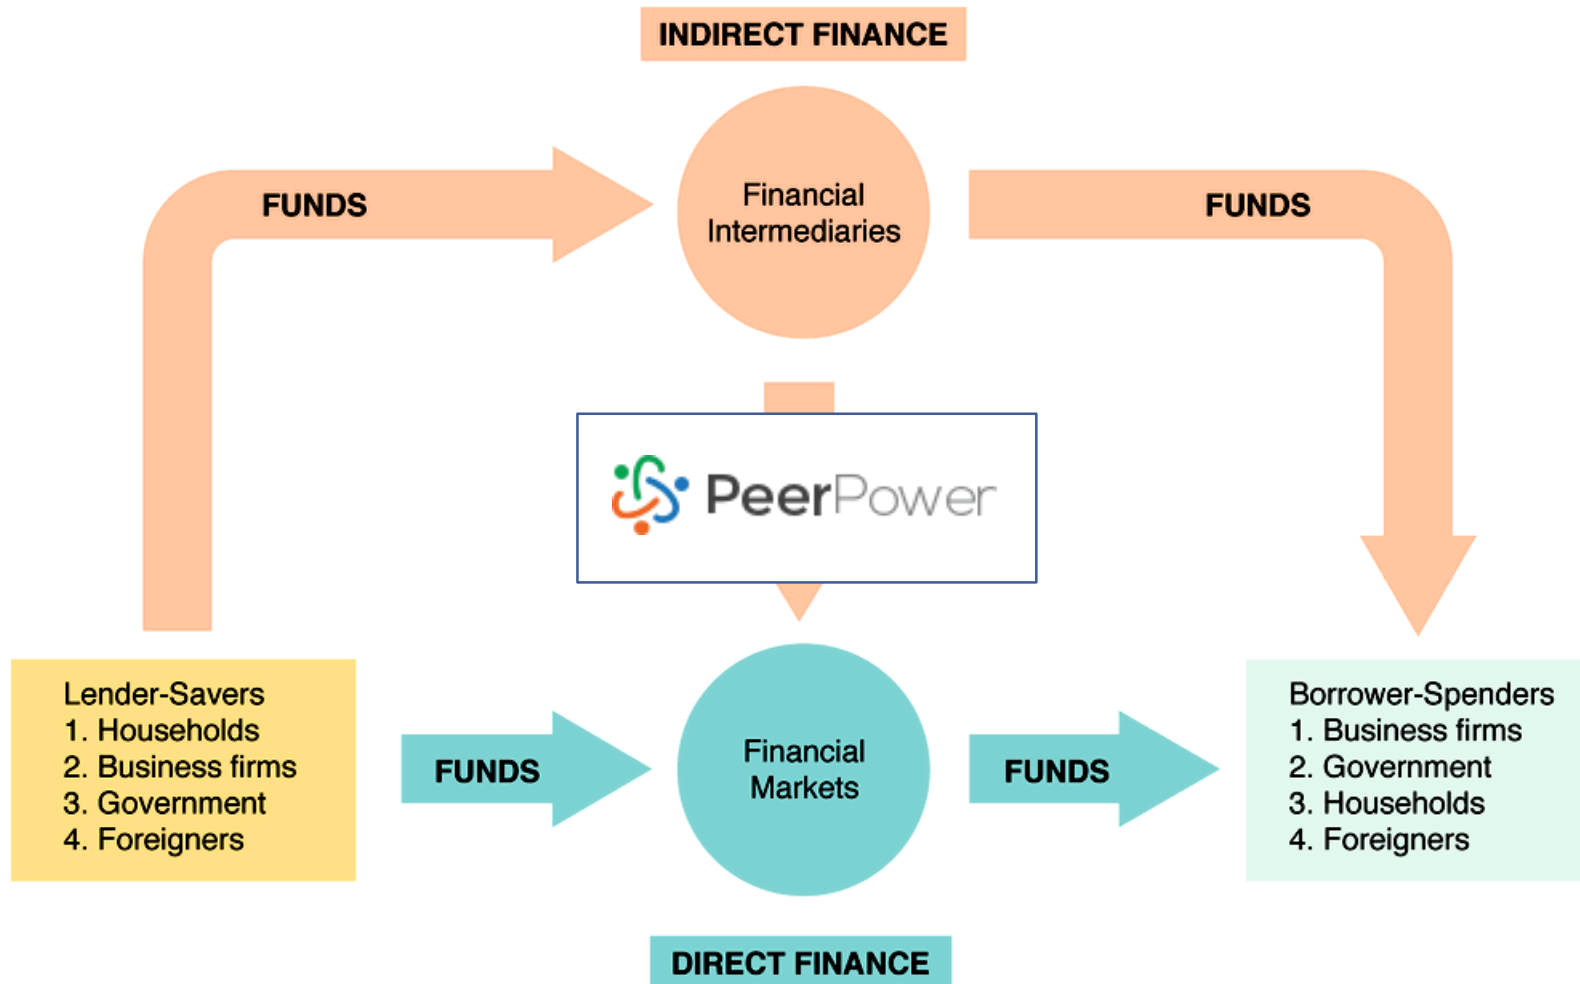 INDIRECT FINANCE
Financial
Intermediaries
FUNDS
FUNDS
PeerPower
Lender-Savers
1. Households
2. Business firms
3. Government
4. Foreigners
FUNDS
Financial
Markets
FUNDS
Borrower-Spenders
1. Business firms
2. Government
3. Households
4. Foreigners
DIRECT FINANCE